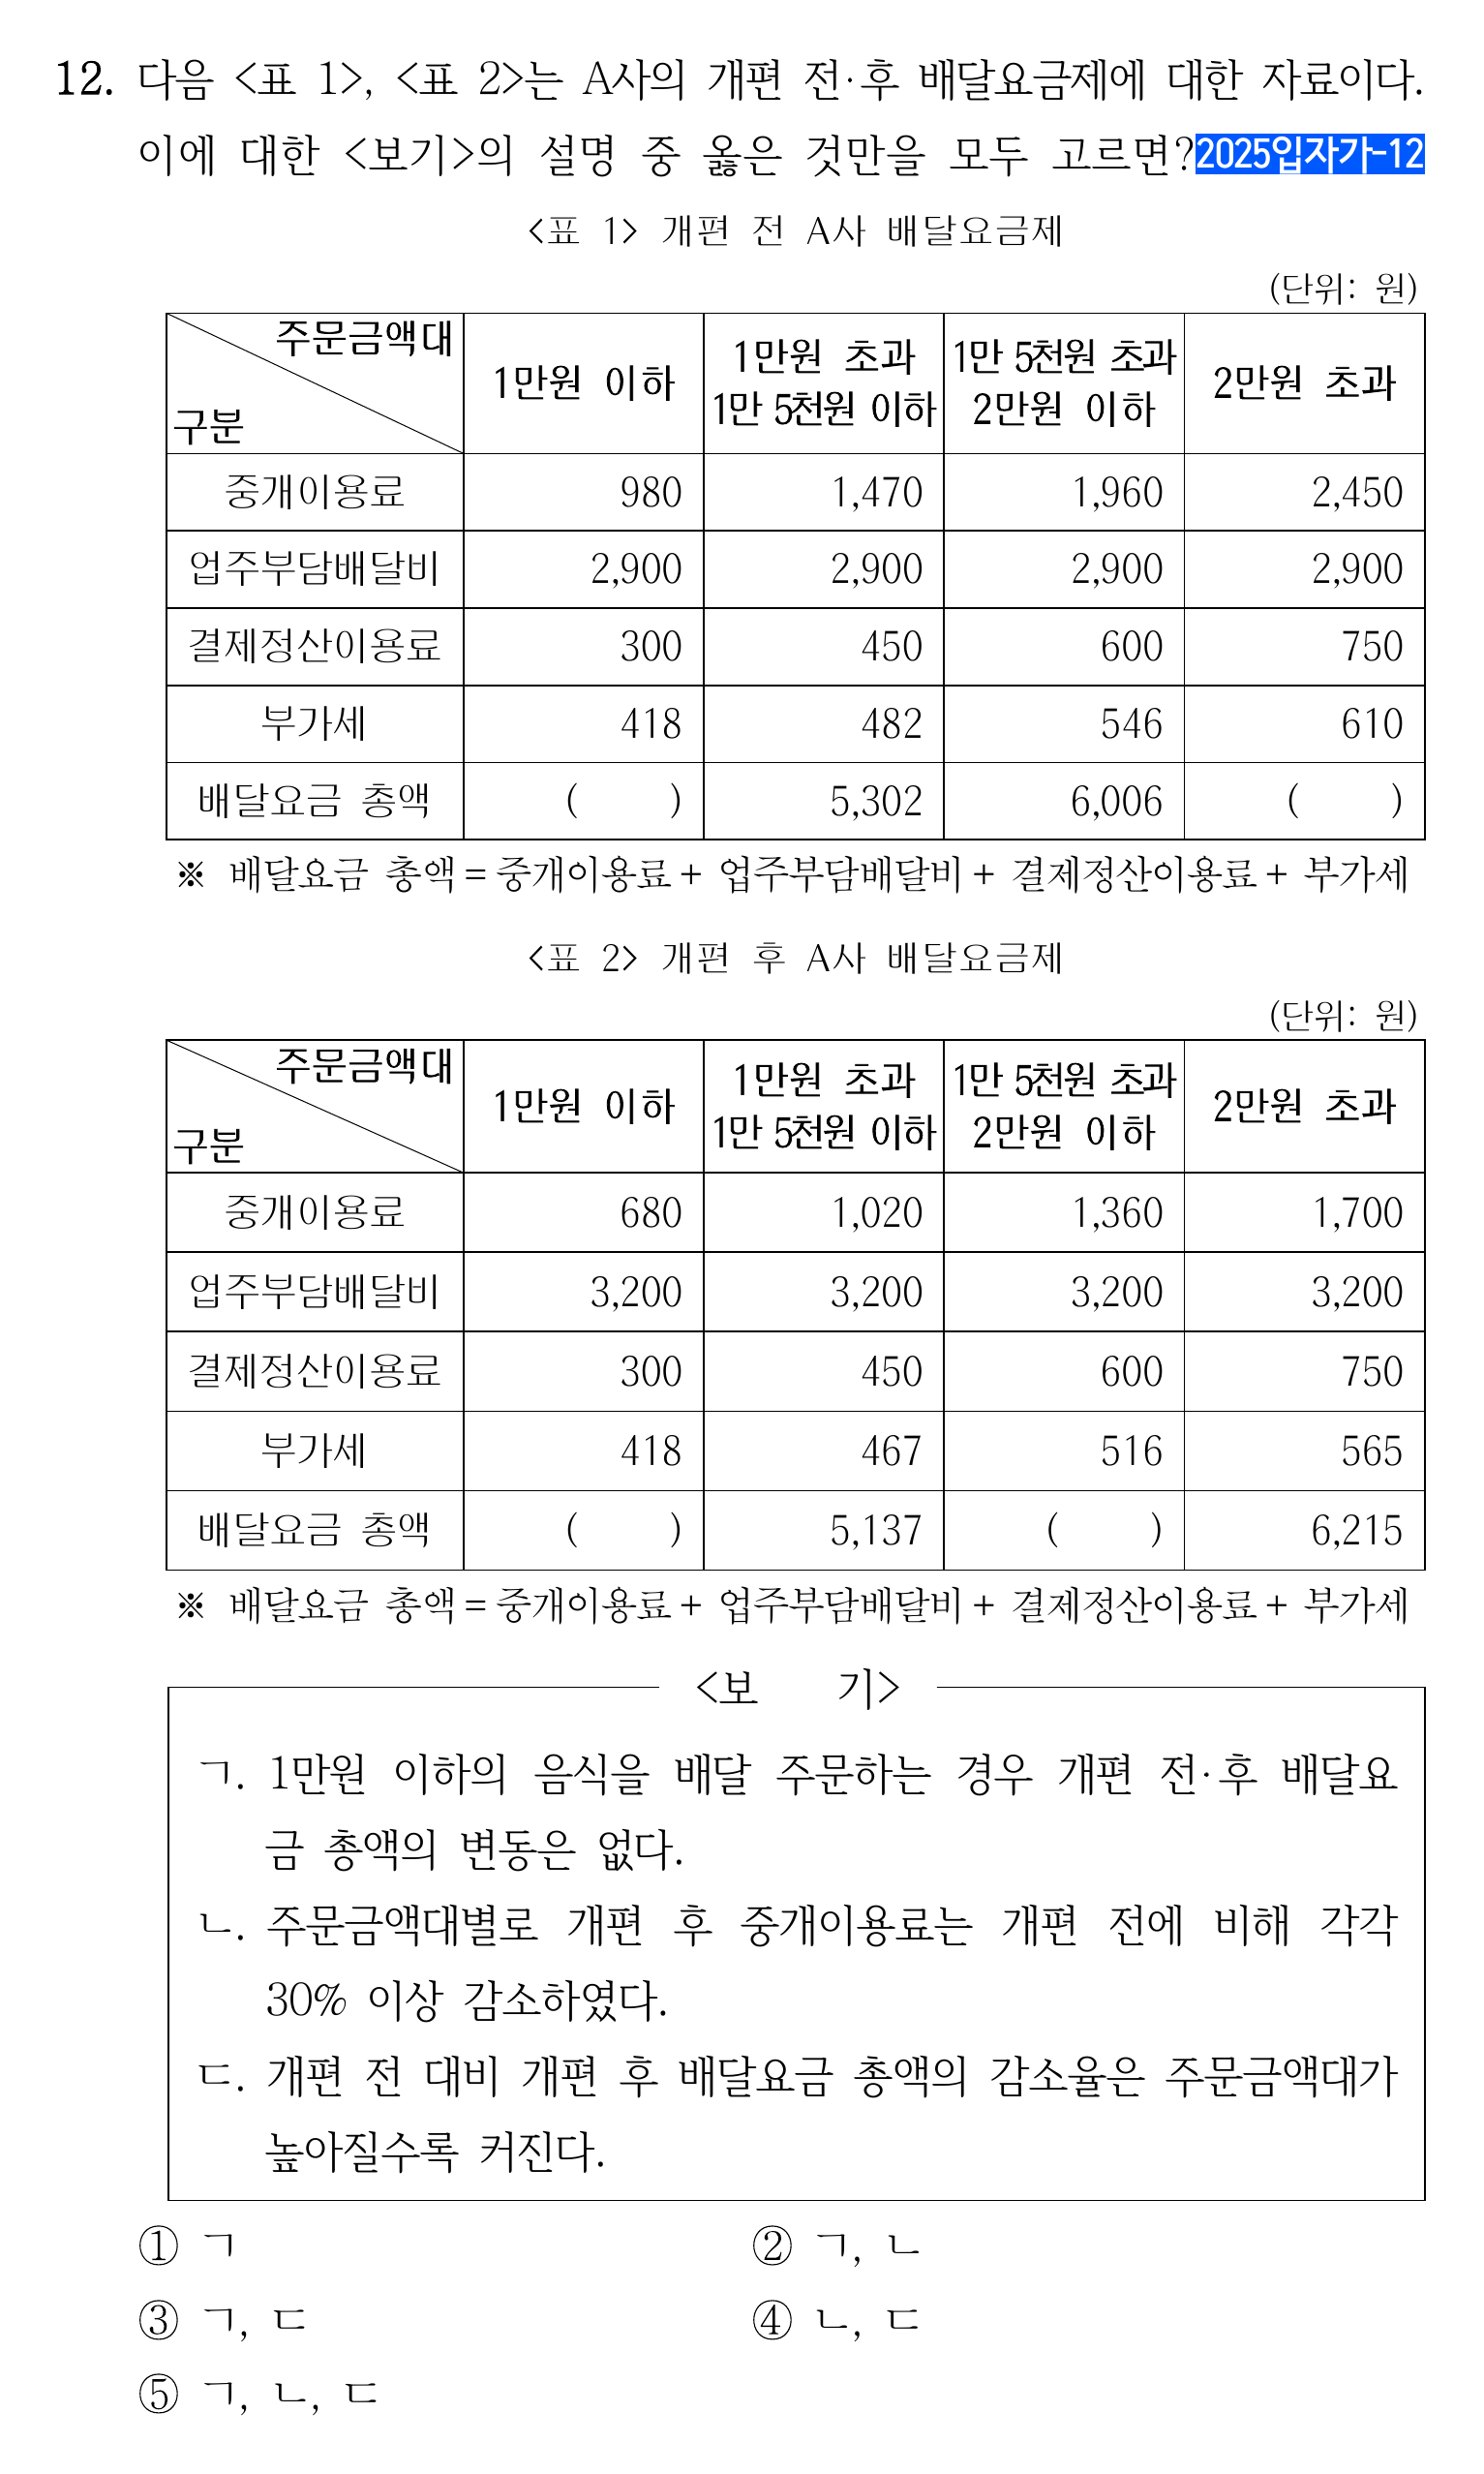 12. 다음 <표 1>, <표 2>는 A사의 개편 전·후 배달요금제에 대한 자료이다.
이에 대한 <보기>의 설명 중 옳은 것만을 모두 고르면?2025입자가-12
<표 1> 개편 전 A사 배달요금제
(단위: 원)
주문금액대
구분
1만원 이하
1만원 초과
1만 5천원 이하
1만 5천원 초과
2만원 이하
2만원 초과
중개이용료 980 1,470 1,960 2,450
업주부담배달비 2,900 2,900 2,900 2,900
결제정산이용료 300 450 600 750
부가세 418 482 546 610
배달요금 총액 ( ) 5,302 6,006 ( )
※ 배달요금 총액 = 중개이용료 + 업주부담배달비 + 결제정산이용료 + 부가세
<표 2> 개편 후 A사 배달요금제
(단위: 원)
주문금액대
구분
1만원 이하
1만원 초과
1만 5천원 이하
1만 5천원 초과
2만원 이하
2만원 초과
중개이용료 680 1,020 1,360 1,700
업주부담배달비 3,200 3,200 3,200 3,200
결제정산이용료 300 450 600 750
부가세 418 467 516 565
배달요금 총액 ( ) 5,137 ( ) 6,215
※ 배달요금 총액 = 중개이용료 + 업주부담배달비 + 결제정산이용료 + 부가세
<보 기>
ㄱ. 1만원 이하의 음식을 배달 주문하는 경우 개편 전·후 배달요
금 총액의 변동은 없다.
ㄴ. 주문금액대별로 개편 후 중개이용료는 개편 전에 비해 각각
30% 이상 감소하였다.
ㄷ. 개편 전 대비 개편 후 배달요금 총액의 감소율은 주문금액대가
높아질수록 커진다.
① ㄱ ② ㄱ, ㄴ
③ ㄱ, ㄷ ④ ㄴ, ㄷ
⑤ ㄱ, ㄴ, ㄷ